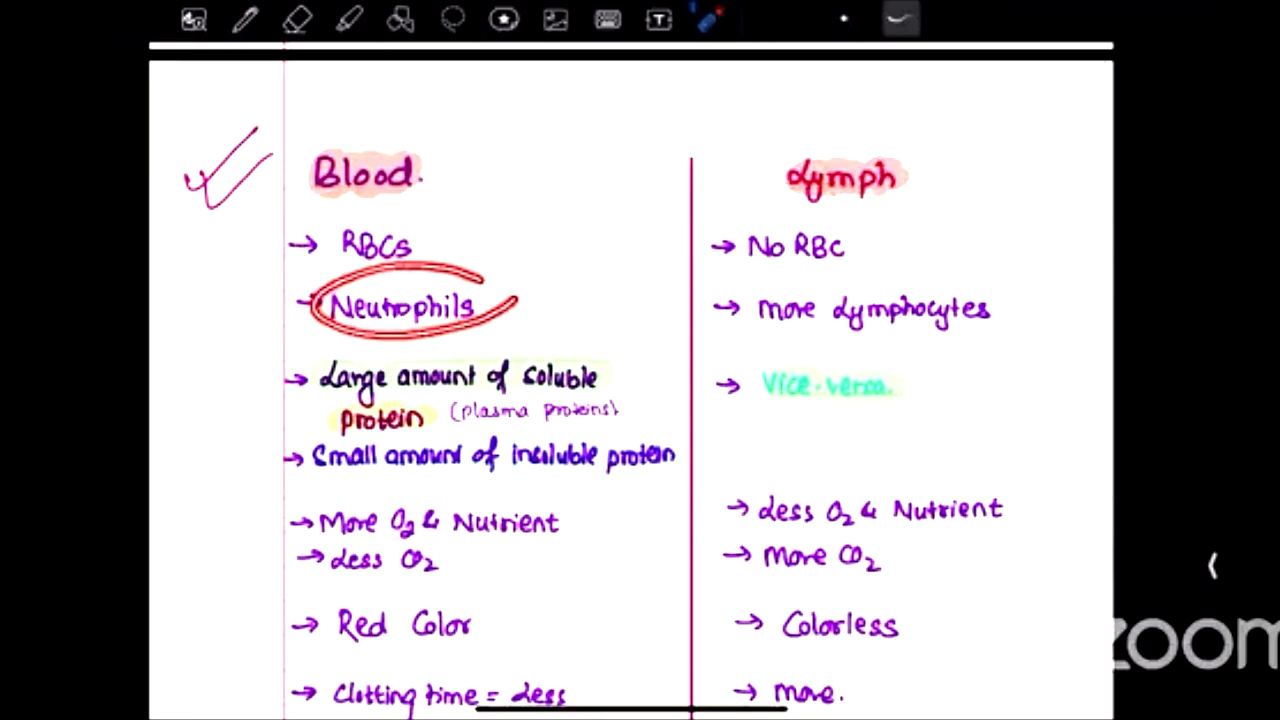 Blood.
Lymph
→ RBCs
→ No RBC
→ Neutrophils
→ More Lymphocytes
→ Large amount of soluble
protein (plasma proteins)
→ Vice-versa.
→ Small amount of insoluble protein
→ More O₂ & Nutrient
→ Less O₂ & Nutrient
→ Less CO₂
→ More CO₂
→ Red Color
→ Colorless
→ Clotting time = Less
→ more.
zoom